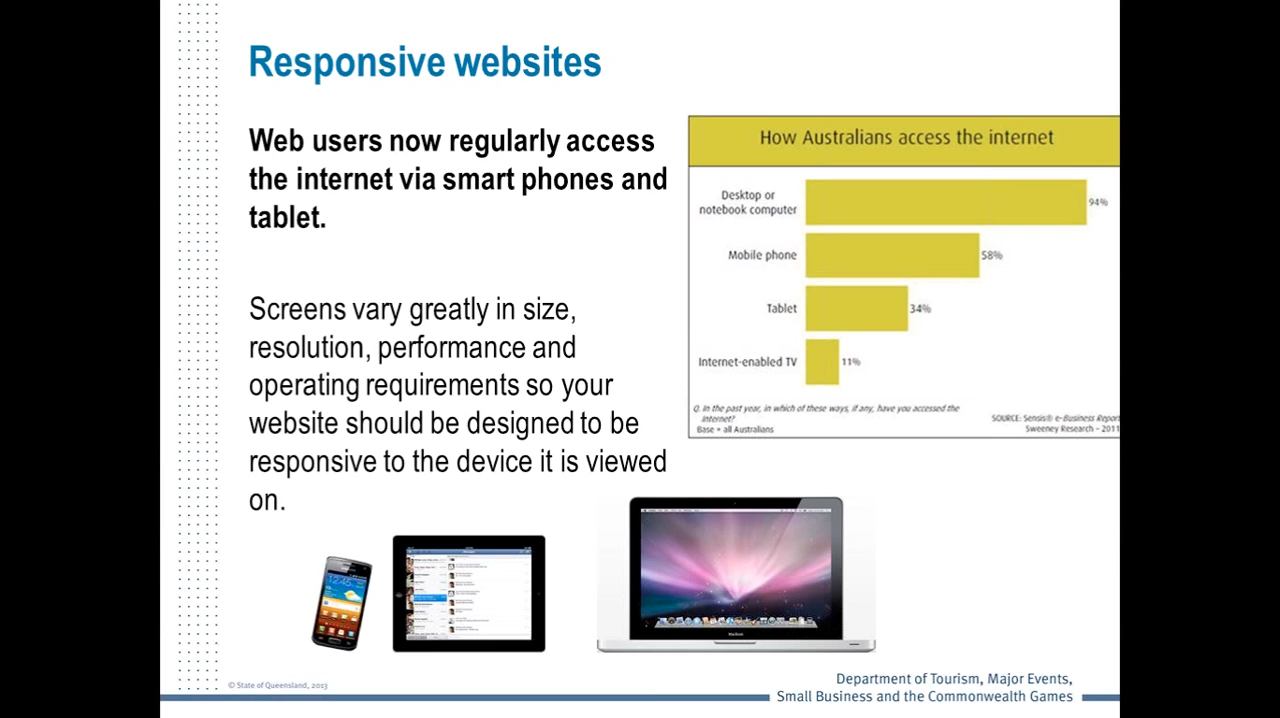 Responsive websites
Web users now regularly access
the internet via smart phones and
tablet.
Screens vary greatly in size,
resolution, performance and
operating requirements so your
website should be designed to be
responsive to the device it is viewed
on.
How Australians access the internet
Desktop or
notebook computer
94%
Mobile phone
58%
Tablet
34%
Internet-enabled TV
11%
Q. In the past year, in which of these ways, if any, have you accessed the
Internet?
Base = all Australians
SOURCE: Sensis® e-Business Report
Sweeney Research – 2011
12:45
MacBook
© State of Queensland, 2013
Department of Tourism, Major Events,
Small Business and the Commonwealth Games